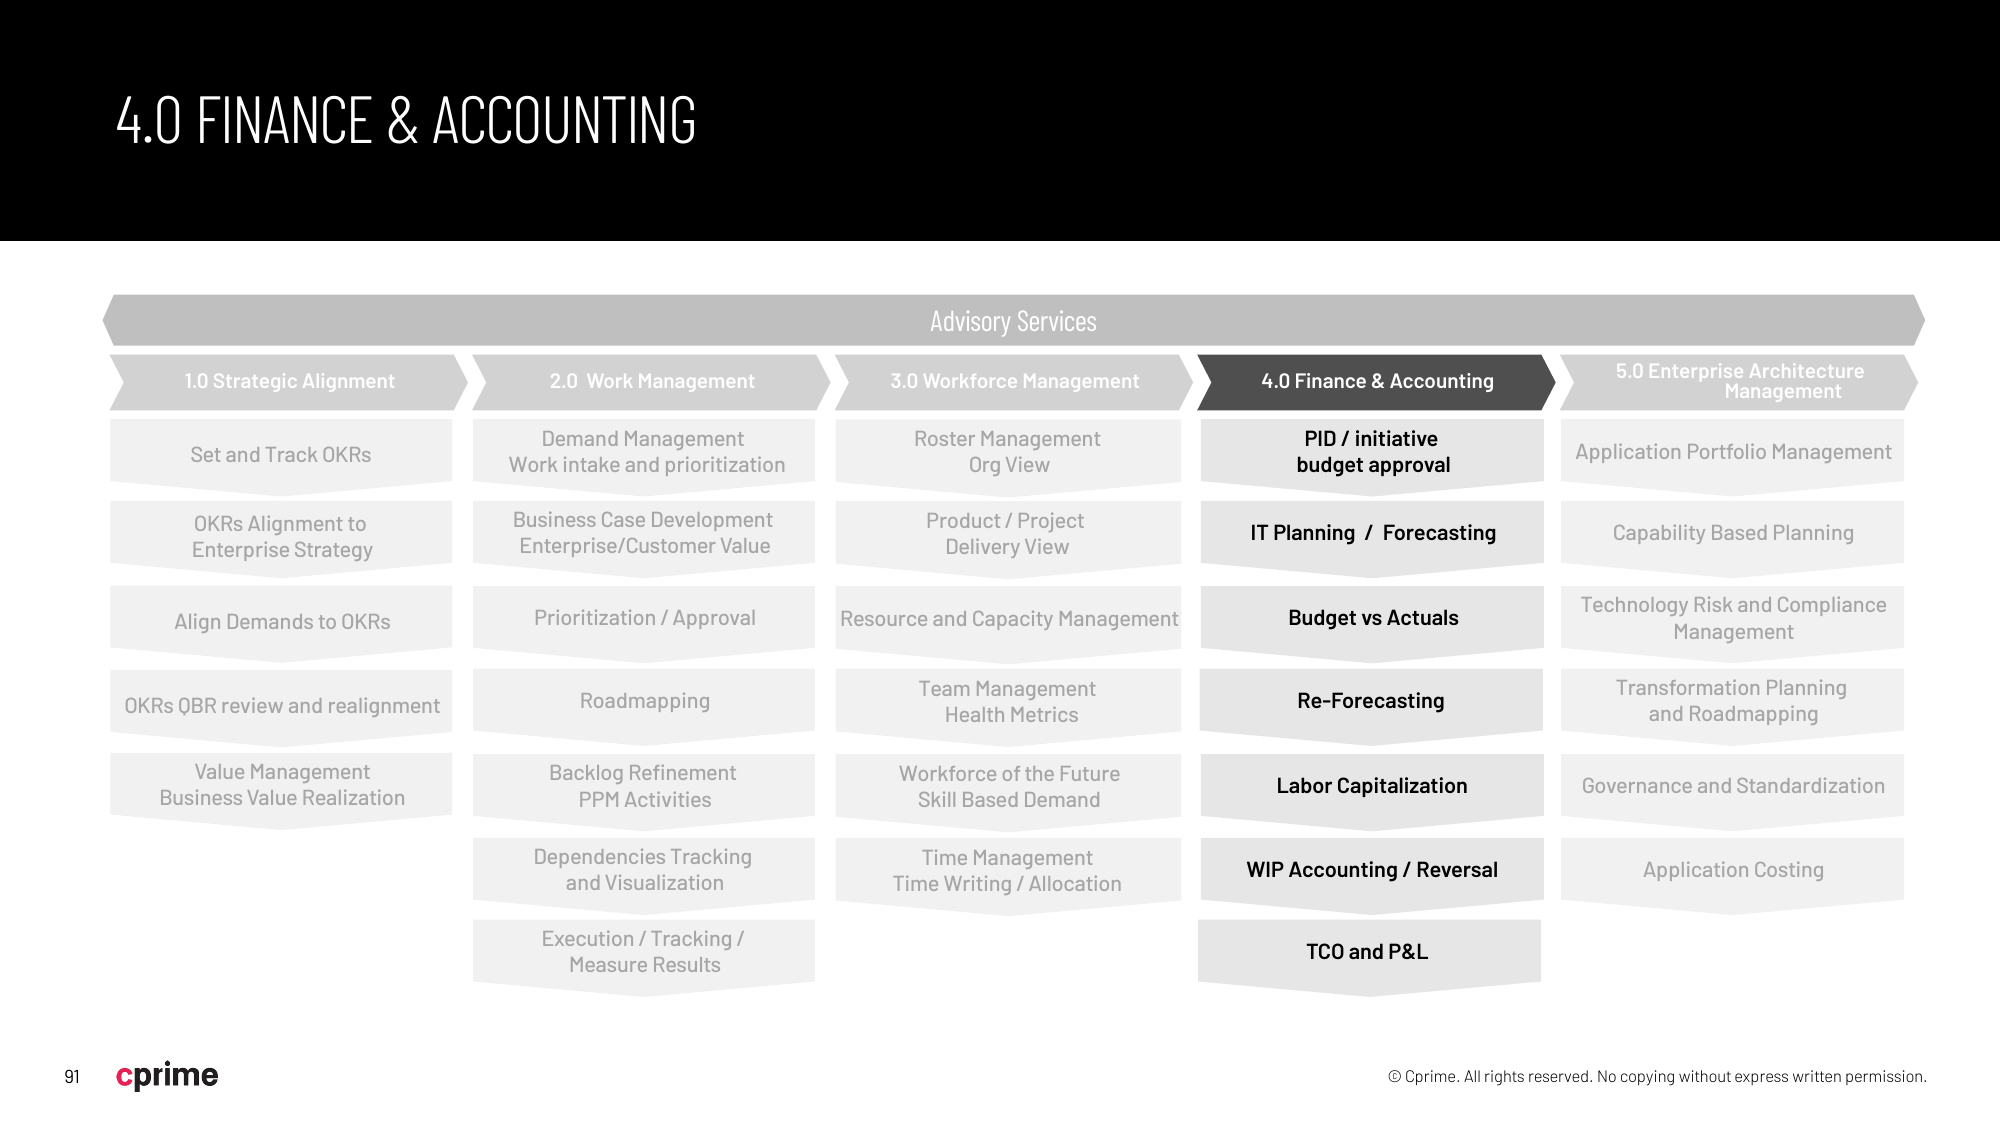 4.0 FINANCE & ACCOUNTING
Advisory Services
1.0 Strategic Alignment
Set and Track OKRs
OKRs Alignment to
Enterprise Strategy
Align Demands to OKRs
OKRs QBR review and realignment
Value Management
Business Value Realization
2.0 Work Management
Demand Management
Work intake and prioritization
Business Case Development
Enterprise/Customer Value
Prioritization / Approval
Roadmapping
Backlog Refinement
PPM Activities
Dependencies Tracking
and Visualization
Execution / Tracking /
Measure Results
3.0 Workforce Management
Roster Management
Org View
Product / Project
Delivery View
Resource and Capacity Management
Team Management
Health Metrics
Workforce of the Future
Skill Based Demand
Time Management
Time Writing / Allocation
4.0 Finance & Accounting
PID / initiative
budget approval
IT Planning / Forecasting
Budget vs Actuals
Re-Forecasting
Labor Capitalization
WIP Accounting / Reversal
TCO and P&L
5.0 Enterprise Architecture
Management
Application Portfolio Management
Capability Based Planning
Technology Risk and Compliance
Management
Transformation Planning
and Roadmapping
Governance and Standardization
Application Costing
91
cprime
© Cprime. All rights reserved. No copying without express written permission.